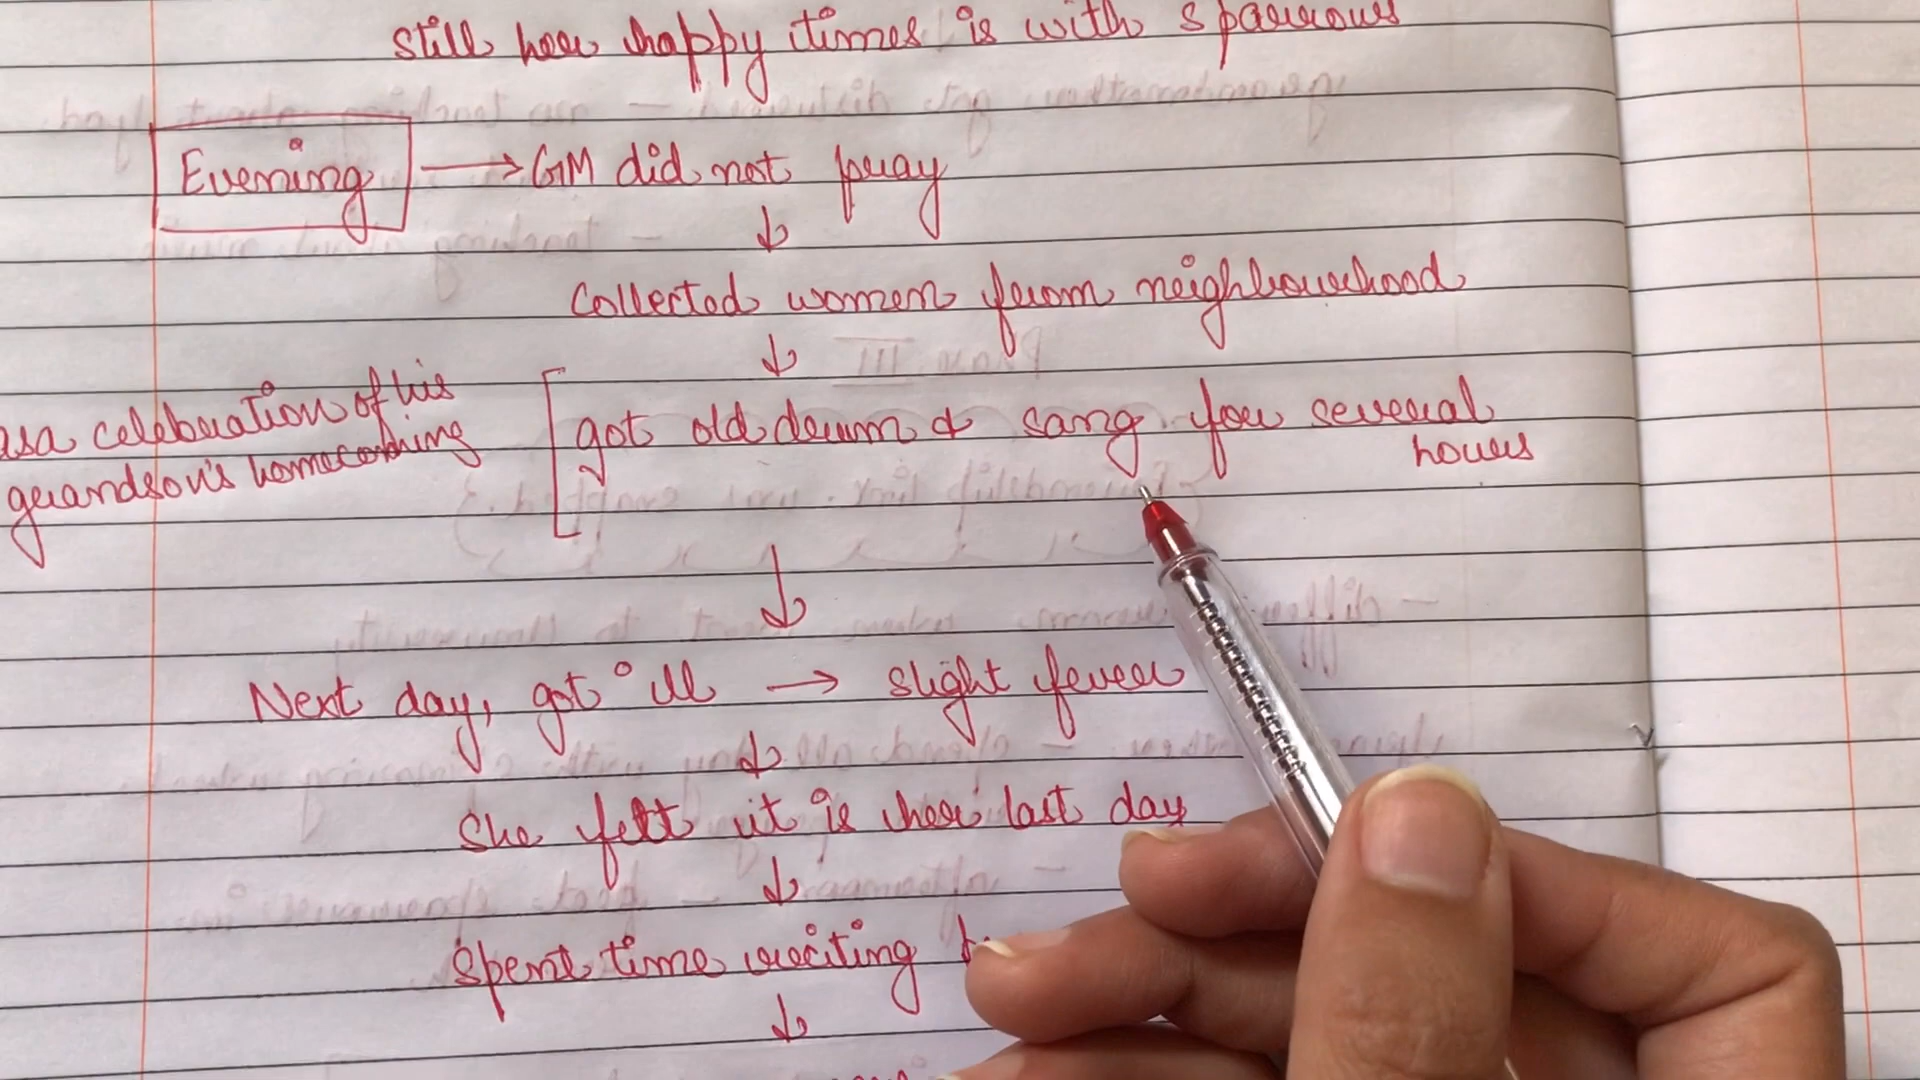 still her happy times is with sparrows
Evening → GM did not pray
↓
Collected women from neighbourhood
↓
as a celebration of his
grandson's homecoming
[got old drum & sang for several
hours
↓
Next day, got ill → slight fever
↓
She felt it is her last day
↓
Spent time reciting
↓